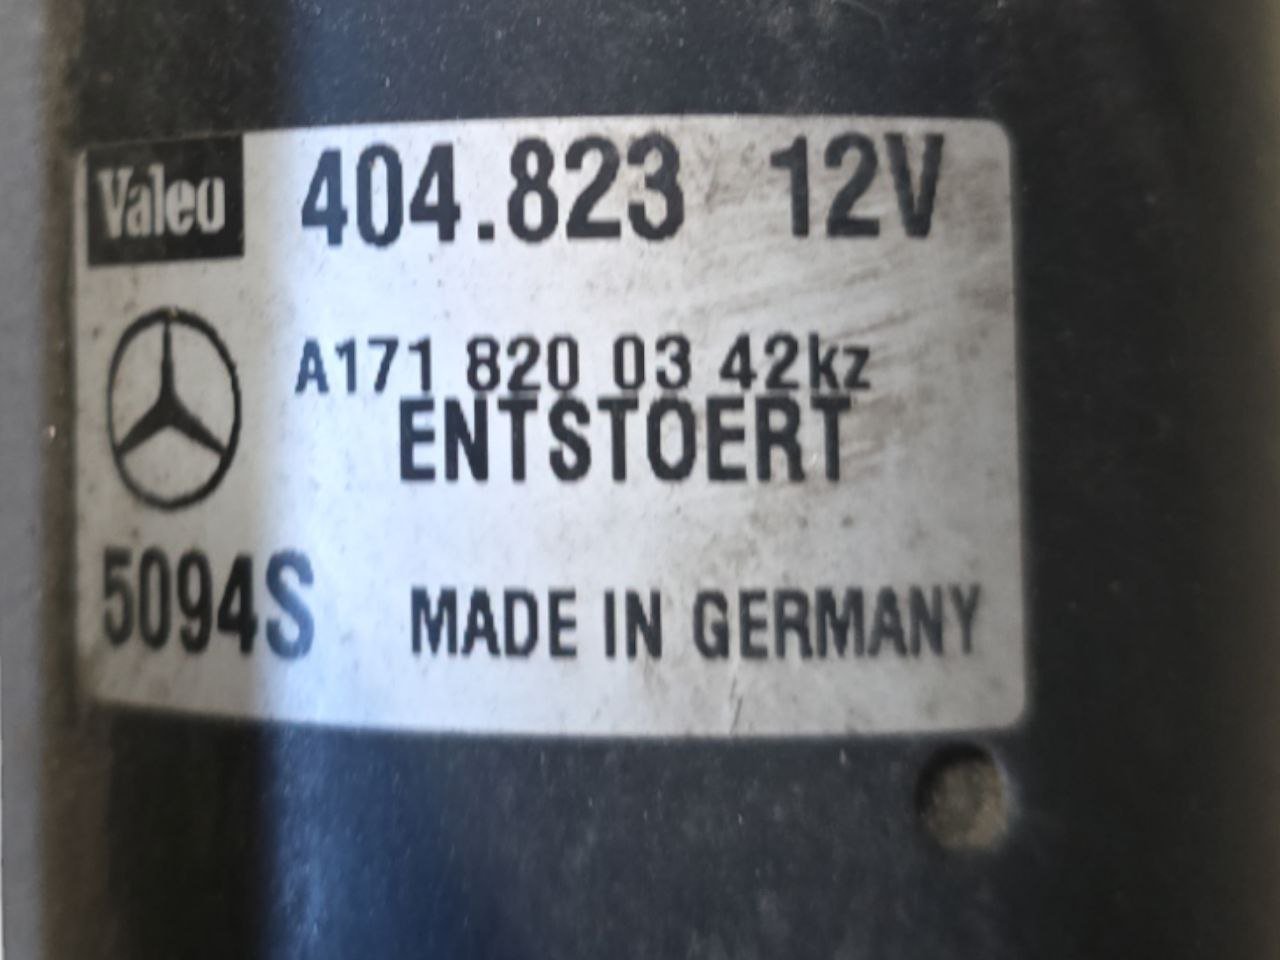 Valeo 404.823 12V
A171 820 03 42kz
ENTSTOERT
5094S MADE IN GERMANY